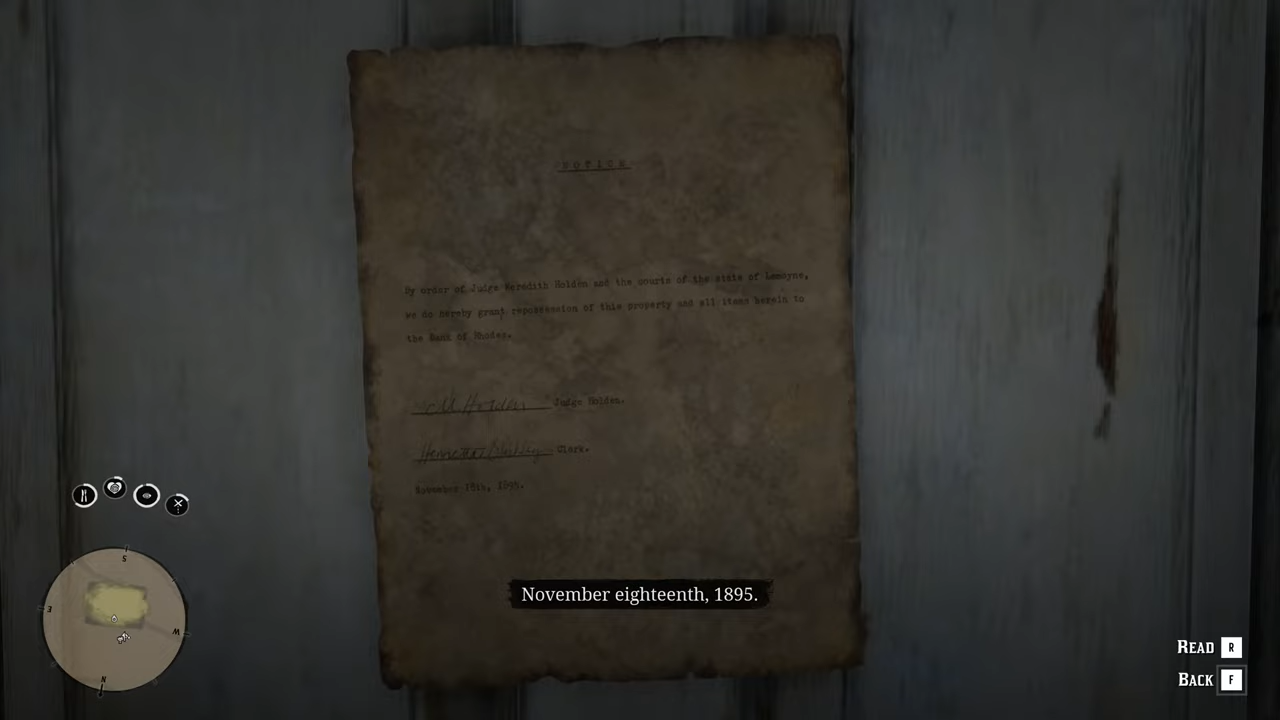 NOTICE
By order of Judge Meredith Holden and the courts of the state of Lemoyne,
we do hereby grant repossession of this property and all items herein to
the Bank of Rhodes.
M Holden Judge Holden.
Henrietta Clerk.
November 18th, 1895.
S
E
W
N
November eighteenth, 1895.
READ R
BACK F